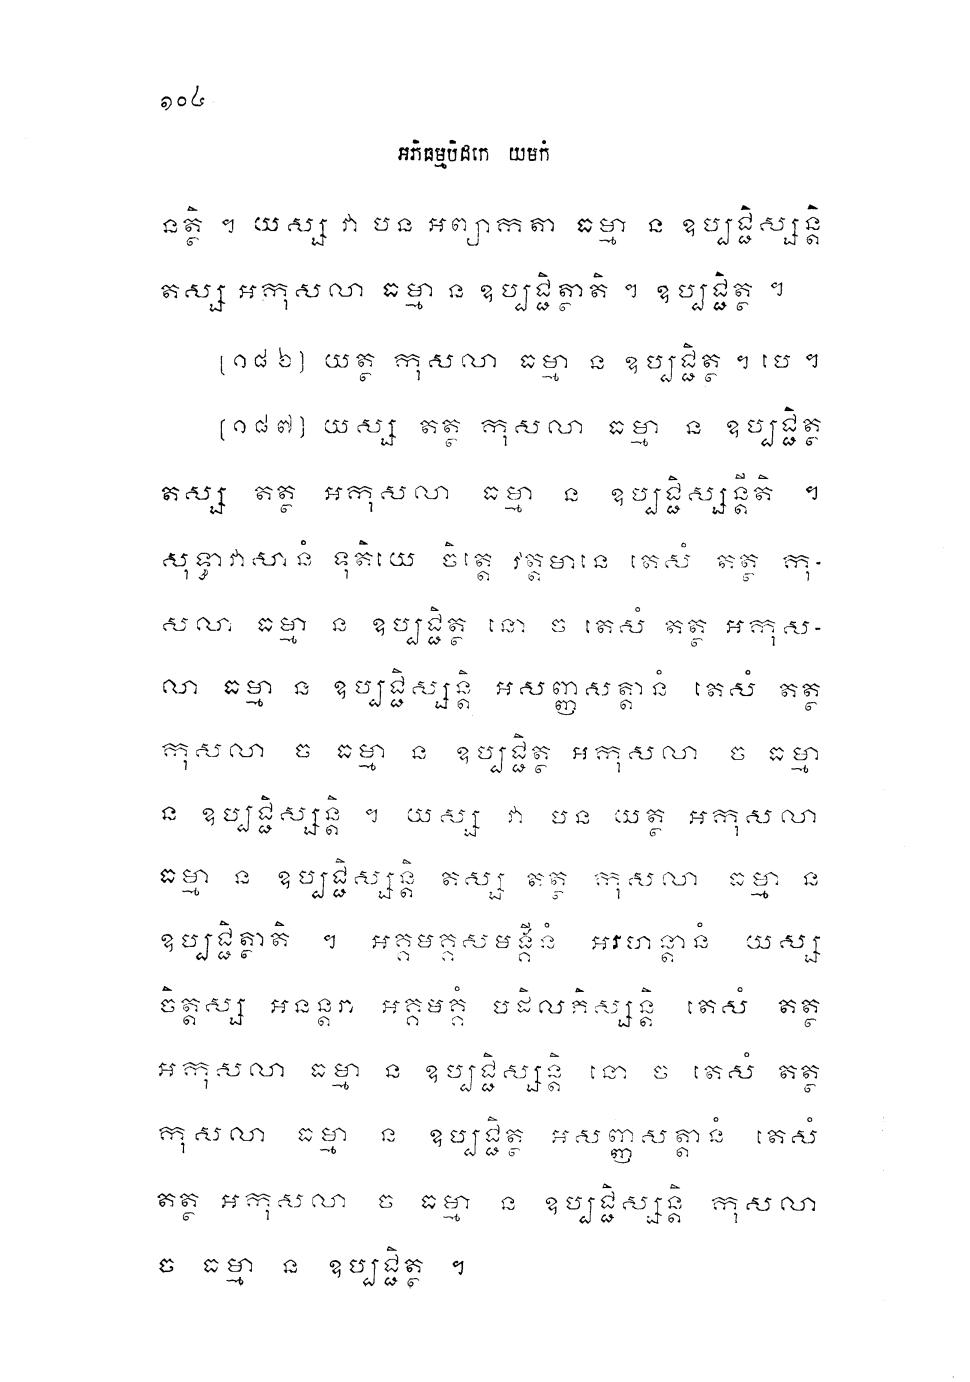 ១០៤
អភិធម្មបិដកេ យមកំ
នត្ថិ ។ យស្ស វា បន អព្យាកតា ធម្មា ន ឧប្បជ្ជិស្សន្តិ
តស្ស អកុសលា ធម្មា ន ឧប្បជ្ជិត្ថាតិ ។ ឧប្បជ្ជិត្ថ ។
[១៨៦] យត្ថ កុសលា ធម្មា ន ឧប្បជ្ជិត្ថ ។ បេ ។
[១៨៧] យស្ស តត្ថ កុសលា ធម្មា ន ឧប្បជ្ជិត្ថ
តស្ស តត្ថ អកុសលា ធម្មា ន ឧប្បជ្ជិស្សន្តីតិ ។
សុទ្ធាវាសានំ ទុតិយេ ចិត្តេ វត្តមានេ តេសំ តត្ថ កុ-
សលា ធម្មា ន ឧប្បជ្ជិត្ថ នោ ច តេសំ តត្ថ អកុស-
លា ធម្មា ន ឧប្បជ្ជិស្សន្តិ អសញ្ញសត្តានំ តេសំ តត្ថ
កុសលា ច ធម្មា ន ឧប្បជ្ជិត្ថ អកុសលា ច ធម្មា
ន ឧប្បជ្ជិស្សន្តិ ។ យស្ស វា បន យត្ថ អកុសលា
ធម្មា ន ឧប្បជ្ជិស្សន្តិ តស្ស តត្ថ កុសលា ធម្មា ន
ឧប្បជ្ជិត្ថាតិ ។ អគ្គមគ្គសមង្គីនំ អរហន្តានំ យស្ស
ចិត្តស្ស អនន្តរា អគ្គមគ្គំ បដិលភិស្សន្តិ តេសំ តត្ថ
អកុសលា ធម្មា ន ឧប្បជ្ជិស្សន្តិ នោ ច តេសំ តត្ថ
កុសលា ធម្មា ន ឧប្បជ្ជិត្ថ អសញ្ញសត្តានំ តេសំ
តត្ថ អកុសលា ច ធម្មា ន ឧប្បជ្ជិស្សន្តិ កុសលា
ច ធម្មា ន ឧប្បជ្ជិត្ថ ។